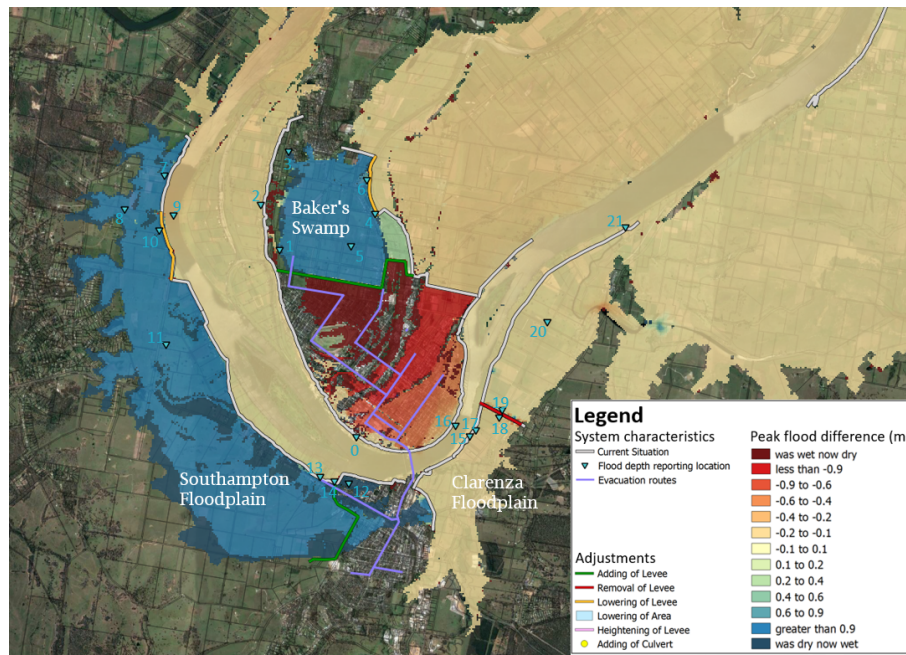 7
3
6
8
9
2
4
10
Baker's
Swamp
1
5
21
11
20
19
18
16
17
15
0
Southampton
Floodplain
13
14
12
Clarenza
Floodplain
Legend
System characteristics
Current Situation
Flood depth reporting location
Evacuation routes
Adjustments
Adding of Levee
Removal of Levee
Lowering of Levee
Lowering of Area
Heightening of Levee
Adding of Culvert
Peak flood difference (m
was wet now dry
less than -0.9
-0.9 to -0.6
-0.6 to -0.4
-0.4 to -0.2
-0.2 to -0.1
-0.1 to 0.1
0.1 to 0.2
0.2 to 0.4
0.4 to 0.6
0.6 to 0.9
greater than 0.9
was dry now wet